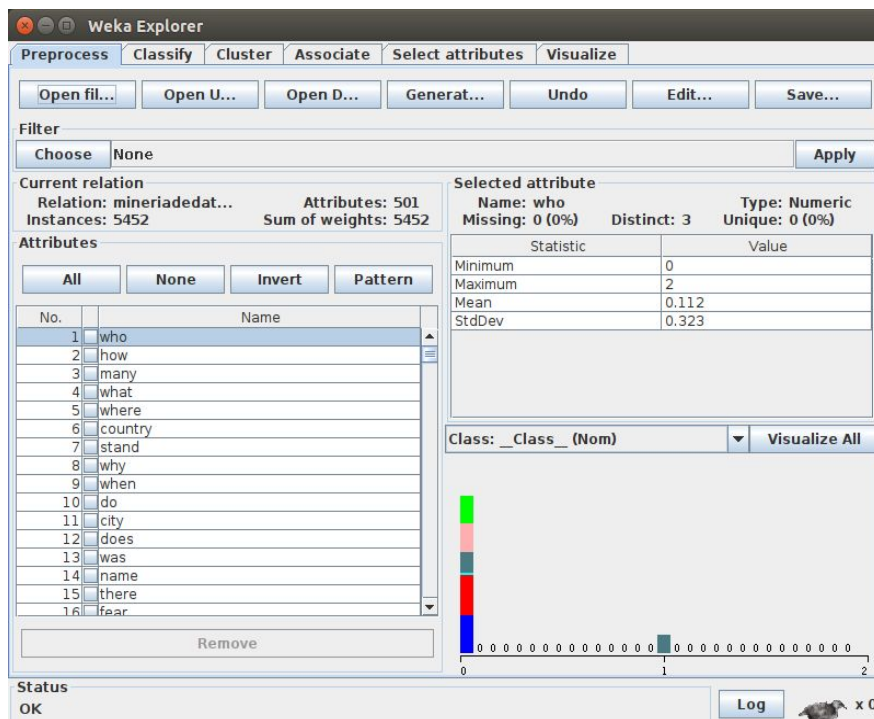 Weka Explorer
Preprocess Classify Cluster Associate Select attributes Visualize
Open fil... Open U... Open D... Generat... Undo Edit... Save...
Filter
Choose None Apply
Current relation
Relation: mineriadedat... Attributes: 501
Instances: 5452 Sum of weights: 5452
Attributes
All None Invert Pattern
No. Name
1 who
2 how
3 many
4 what
5 where
6 country
7 stand
8 why
9 when
10 do
11 city
12 does
13 was
14 name
15 there
16 fear
Remove
Selected attribute
Name: who Type: Numeric
Missing: 0 (0%) Distinct: 3 Unique: 0 (0%)
Statistic Value
Minimum 0
Maximum 2
Mean 0.112
StdDev 0.323
Class: __Class__ (Nom) Visualize All
0 0 0 0 0 0 0 0 0 0 0 0 0 0 0 0 0 0 0 0 0 0 0 0 0 0 0 0 0 0
0 1 2
Status
OK
Log x 0